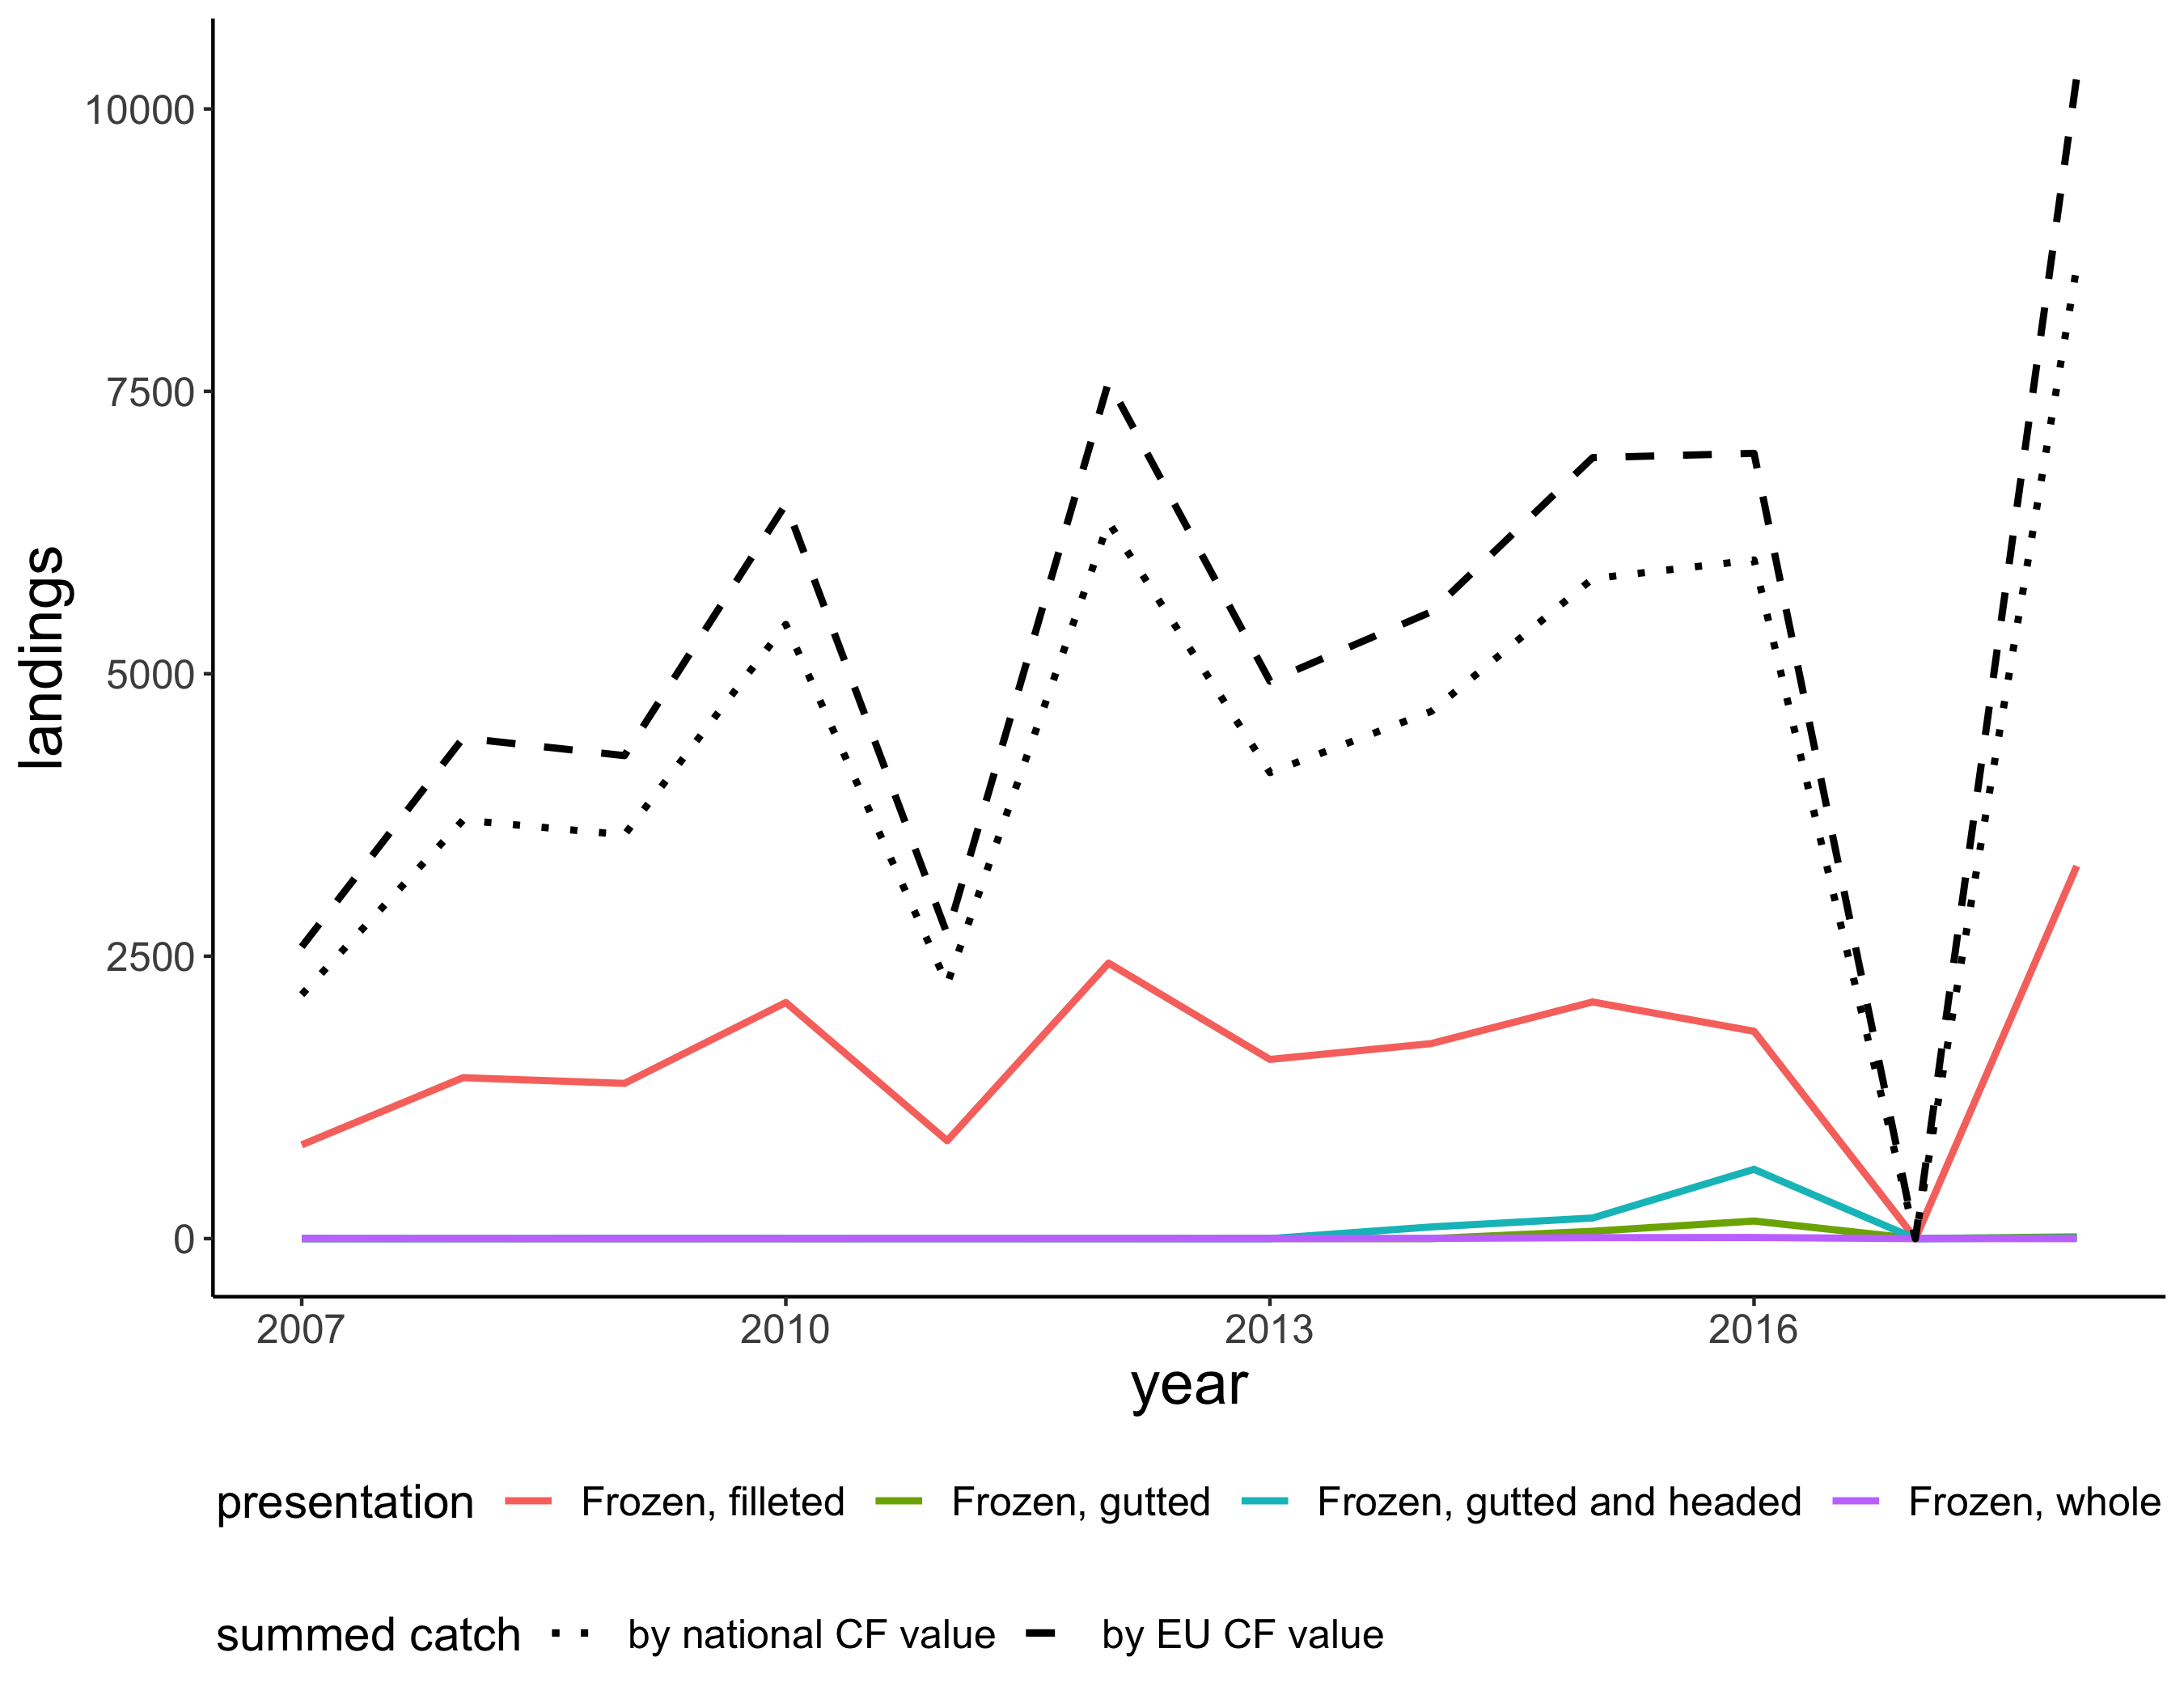 10000
7500
5000
2500
0
landings
2007 2010 2013 2016
year
presentation Frozen, filleted Frozen, gutted Frozen, gutted and headed Frozen, whole
summed catch by national CF value by EU CF value